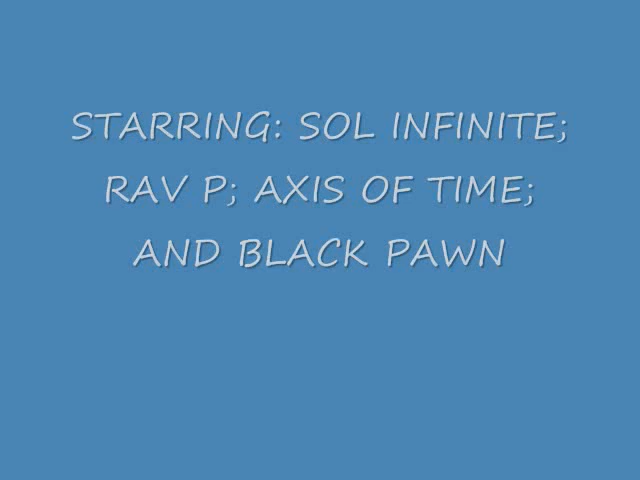 STARRING: SOL INFINITE;
RAV P; AXIS OF TIME;
AND BLACK PAWN